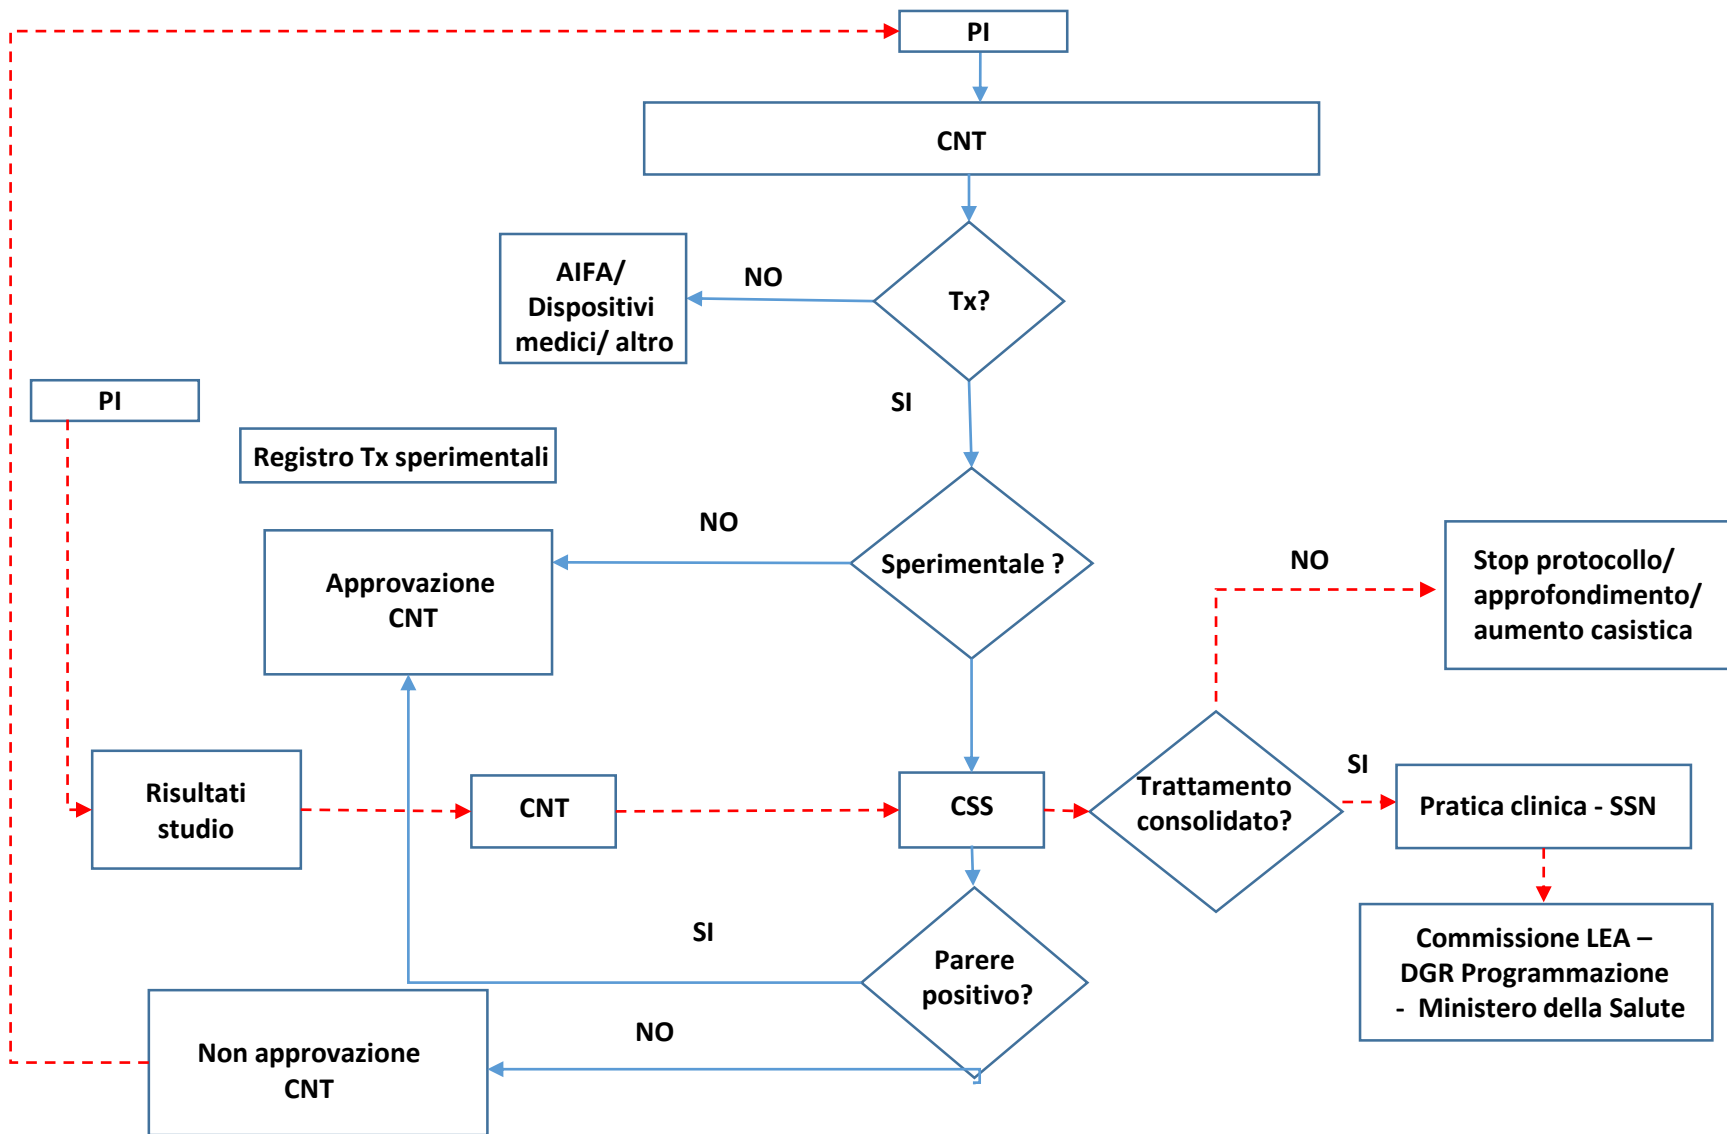 PI
CNT
AIFA/
Dispositivi
medici/ altro
NO
Tx?
SI
PI
Registro Tx sperimentali
NO
Sperimentale ?
Approvazione
CNT
NO
Stop protocollo/
approfondimento/
aumento casistica
Risultati
studio
CNT
CSS
Trattamento
consolidato?
SI
Pratica clinica - SSN
SI
Parere
positivo?
Commissione LEA –
DGR Programmazione
- Ministero della Salute
NO
Non approvazione
CNT